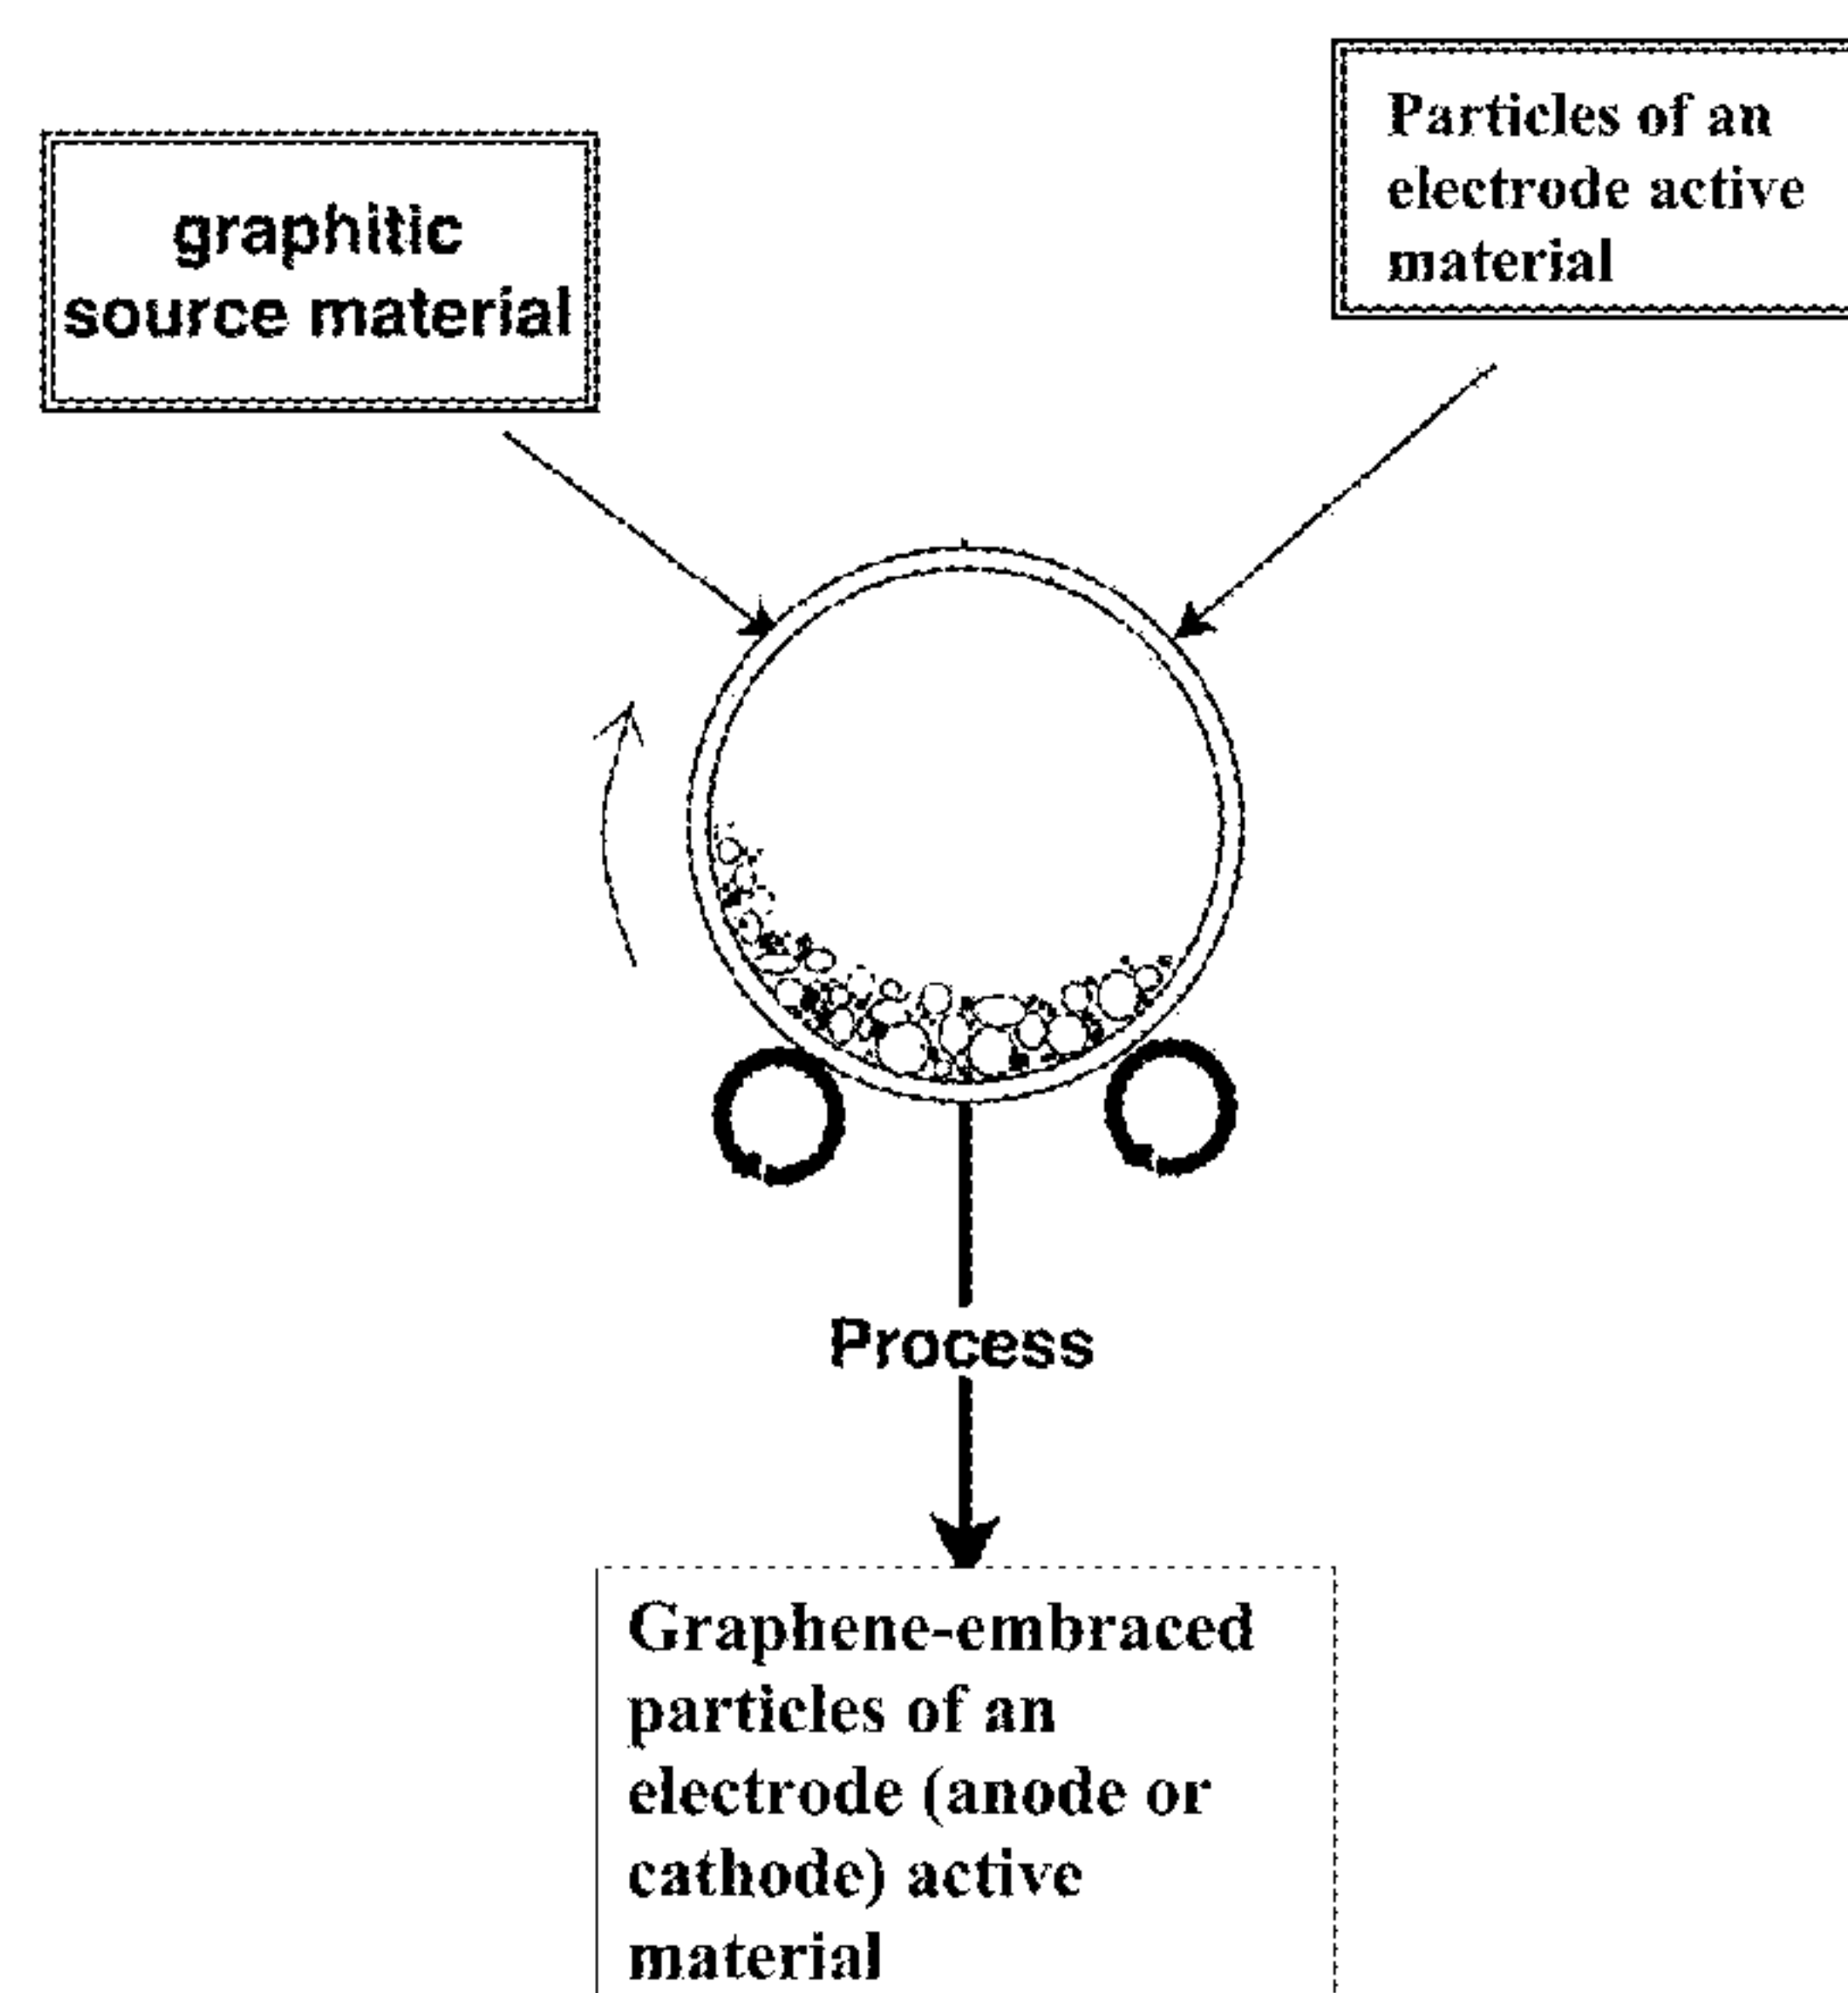 graphitic
source material
Particles of an
electrode active
material
Process
Graphene-embraced
particles of an
electrode (anode or
cathode) active
material